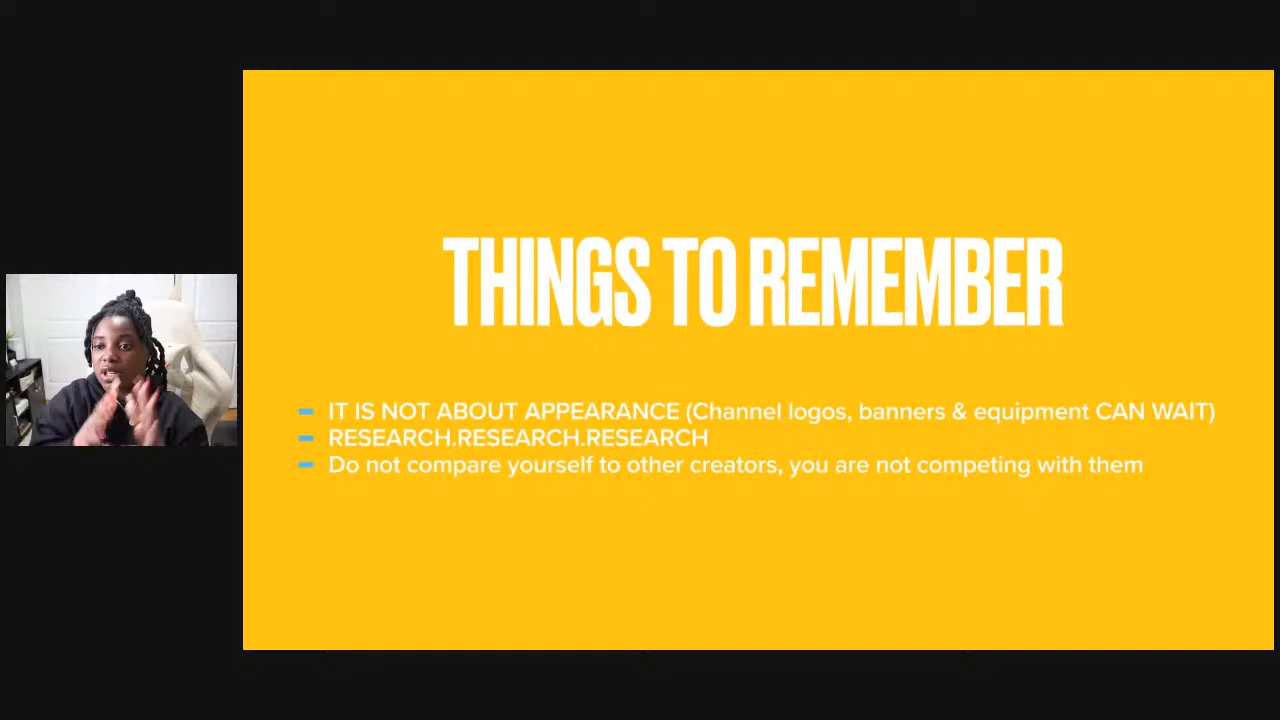 THINGS TO REMEMBER
IT IS NOT ABOUT APPEARANCE (Channel logos, banners & equipment CAN WAIT)
RESEARCH.RESEARCH.RESEARCH
Do not compare yourself to other creators, you are not competing with them